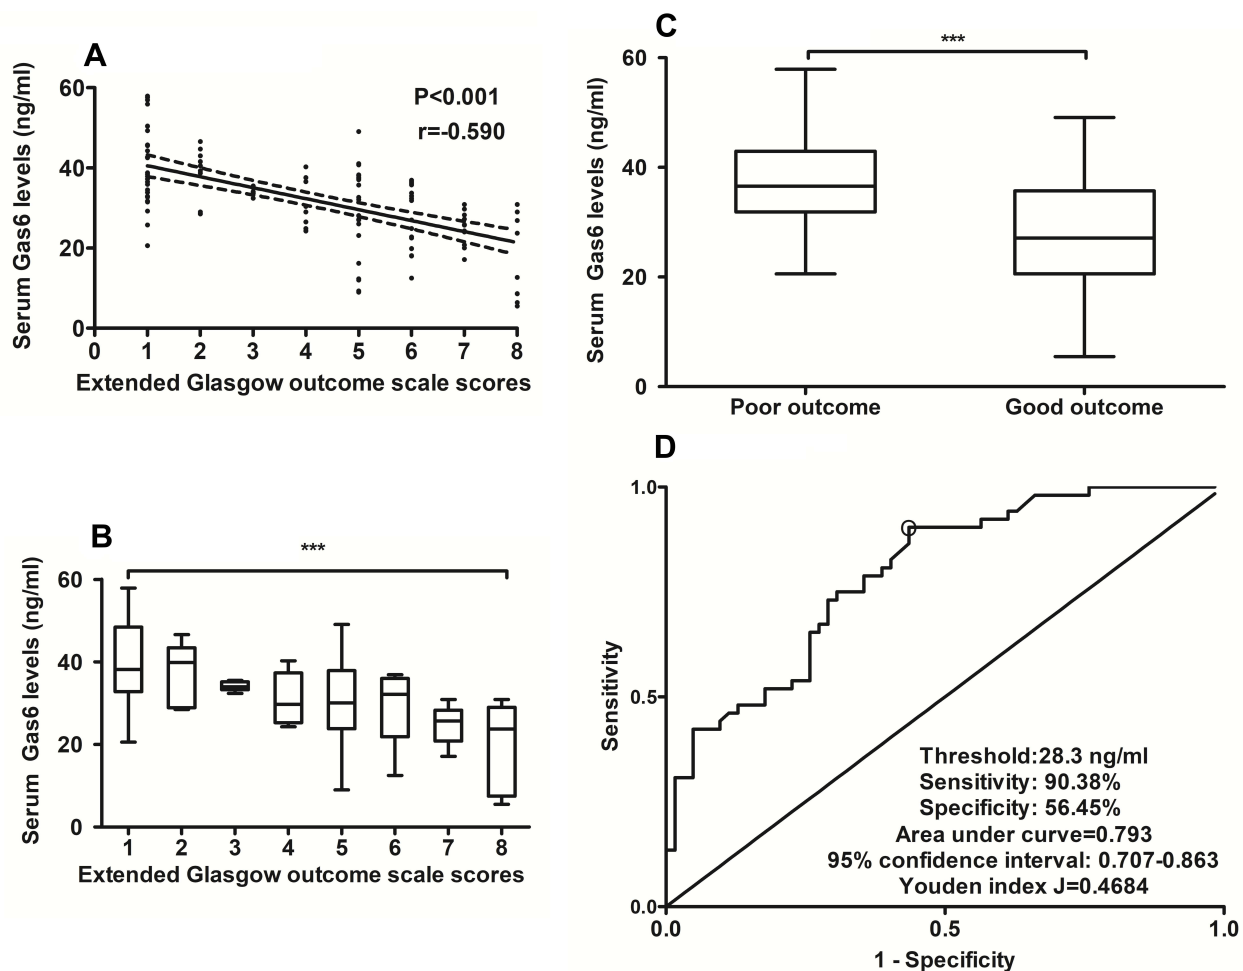 A
Serum Gas6 levels (ng/ml)
60
40
20
0
P<0.001
r=-0.590
0 1 2 3 4 5 6 7 8
Extended Glasgow outcome scale scores
B
***
Serum Gas6 levels (ng/ml)
60
40
20
0
1 2 3 4 5 6 7 8
Extended Glasgow outcome scale scores
C
***
Serum Gas6 levels (ng/ml)
60
40
20
0
Poor outcome Good outcome
D
Sensitivity
1.0
0.5
0.0
Threshold:28.3 ng/ml
Sensitivity: 90.38%
Specificity: 56.45%
Area under curve=0.793
95% confidence interval: 0.707-0.863
Youden index J=0.4684
0.0 0.5 1.0
1 - Specificity